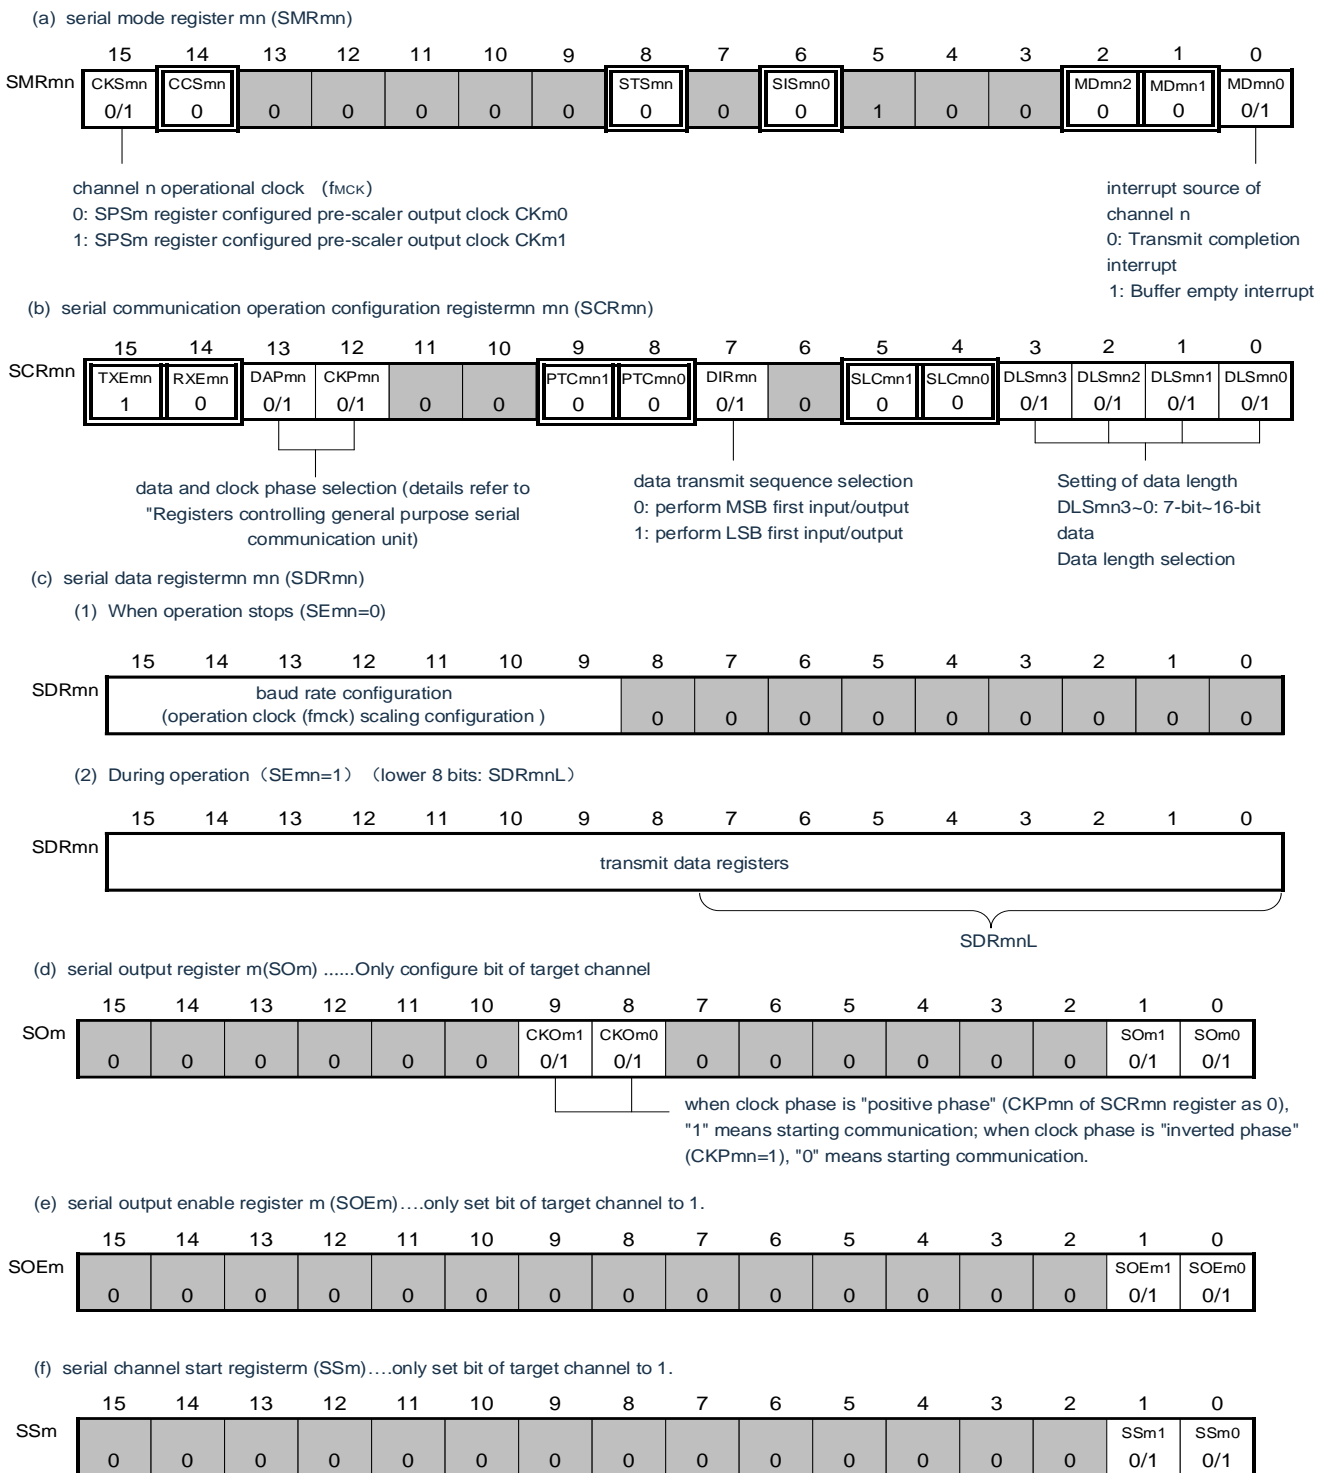 (a) serial mode register mn (SMRmn)
15 14 13 12 11 10 9 8 7 6 5 4 3 2 1 0
SMRmn CKSmn CCSmn STSmn SISmn0 MDmn2 MDmn1 MDmn0
0/1 0 0 0 0 0 0 0 0 0 1 0 0 0 0 0/1
channel n operational clock (fMCK)
0: SPSm register configured pre-scaler output clock CKm0
1: SPSm register configured pre-scaler output clock CKm1
interrupt source of
channel n
0: Transmit completion
interrupt
1: Buffer empty interrupt
(b) serial communication operation configuration registermn mn (SCRmn)
15 14 13 12 11 10 9 8 7 6 5 4 3 2 1 0
SCRmn TXEmn RXEmn DAPmn CKPmn PTCmn1 PTCmn0 DIRmn SLCmn1 SLCmn0 DLSmn3 DLSmn2 DLSmn1 DLSmn0
1 0 0/1 0/1 0 0 0 0 0/1 0 0 0 0/1 0/1 0/1 0/1
data and clock phase selection (details refer to
"Registers controlling general purpose serial
communication unit)
data transmit sequence selection
0: perform MSB first input/output
1: perform LSB first input/output
Setting of data length
DLSmn3~0: 7-bit~16-bit
data
Data length selection
(c) serial data registermn mn (SDRmn)
(1) When operation stops (SEmn=0)
15 14 13 12 11 10 9 8 7 6 5 4 3 2 1 0
SDRmn baud rate configuration
(operation clock (fmck) scaling configuration ) 0 0 0 0 0 0 0 0 0
(2) During operation（SEmn=1）（lower 8 bits: SDRmnL）
15 14 13 12 11 10 9 8 7 6 5 4 3 2 1 0
SDRmn transmit data registers
SDRmnL
(d) serial output register m(SOm) ......Only configure bit of target channel
15 14 13 12 11 10 9 8 7 6 5 4 3 2 1 0
SOm CKOm1 CKOm0 SOm1 SOm0
0 0 0 0 0 0 0/1 0/1 0 0 0 0 0 0 0/1 0/1
when clock phase is "positive phase" (CKPmn of SCRmn register as 0),
"1" means starting communication; when clock phase is "inverted phase"
(CKPmn=1), "0" means starting communication.
(e) serial output enable register m (SOEm)....only set bit of target channel to 1.
15 14 13 12 11 10 9 8 7 6 5 4 3 2 1 0
SOEm SOEm1 SOEm0
0 0 0 0 0 0 0 0 0 0 0 0 0 0 0/1 0/1
(f) serial channel start registerm (SSm)....only set bit of target channel to 1.
15 14 13 12 11 10 9 8 7 6 5 4 3 2 1 0
SSm SSm1 SSm0
0 0 0 0 0 0 0 0 0 0 0 0 0 0 0/1 0/1